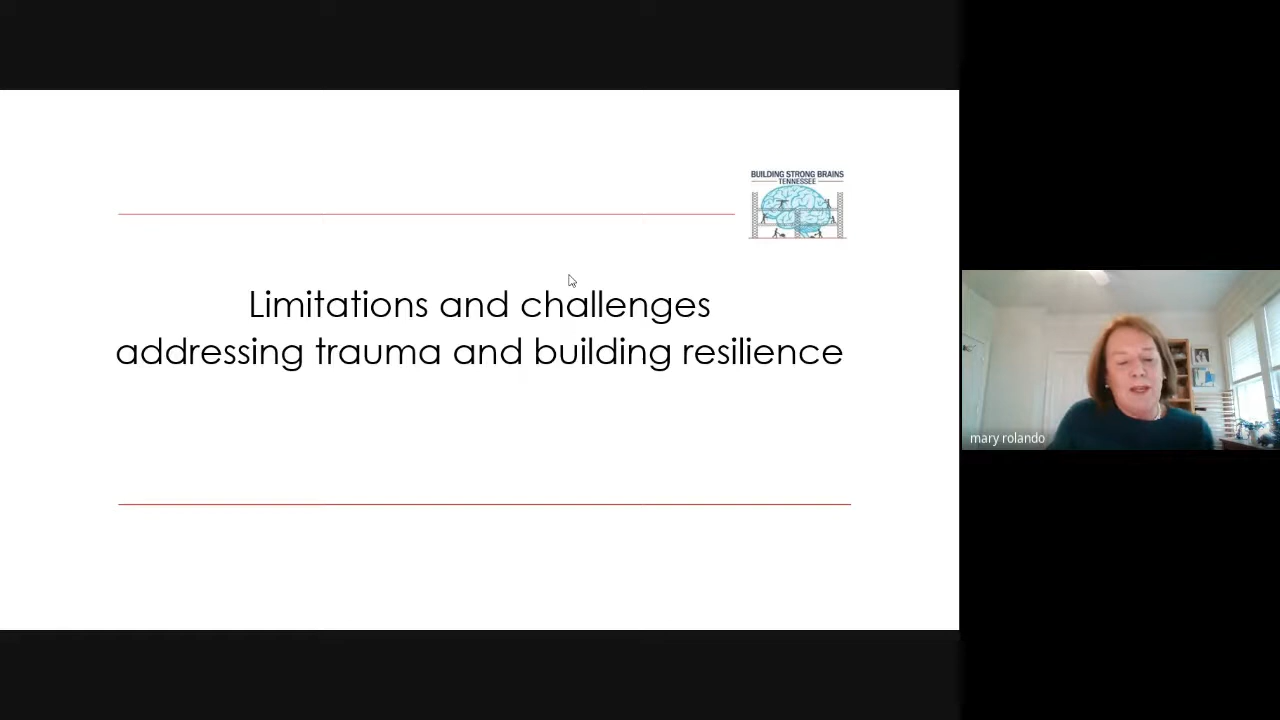 BUILDING STRONG BRAINS
TENNESSEE
Limitations and challenges
addressing trauma and building resilience
mary rolando